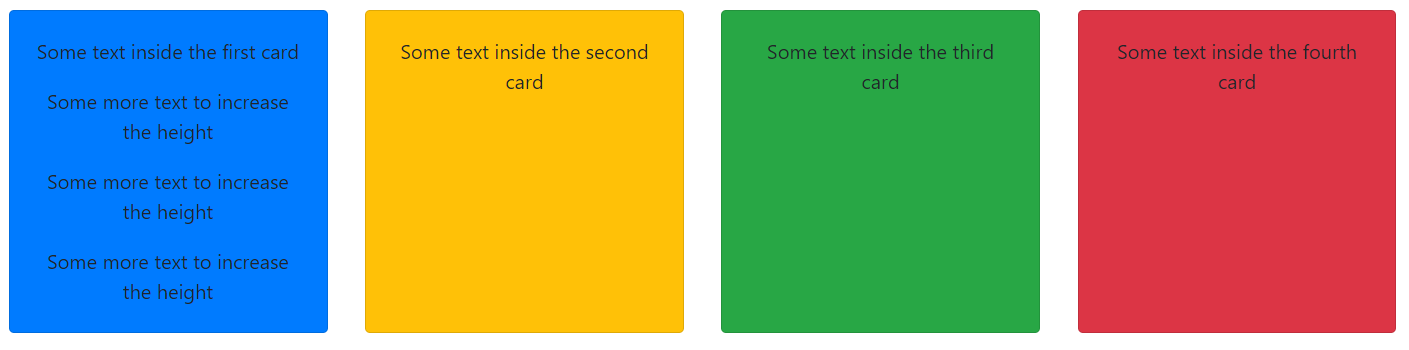 Some text inside the first card
Some more text to increase
the height
Some more text to increase
the height
Some more text to increase
the height
Some text inside the second
card
Some text inside the third
card
Some text inside the fourth
card